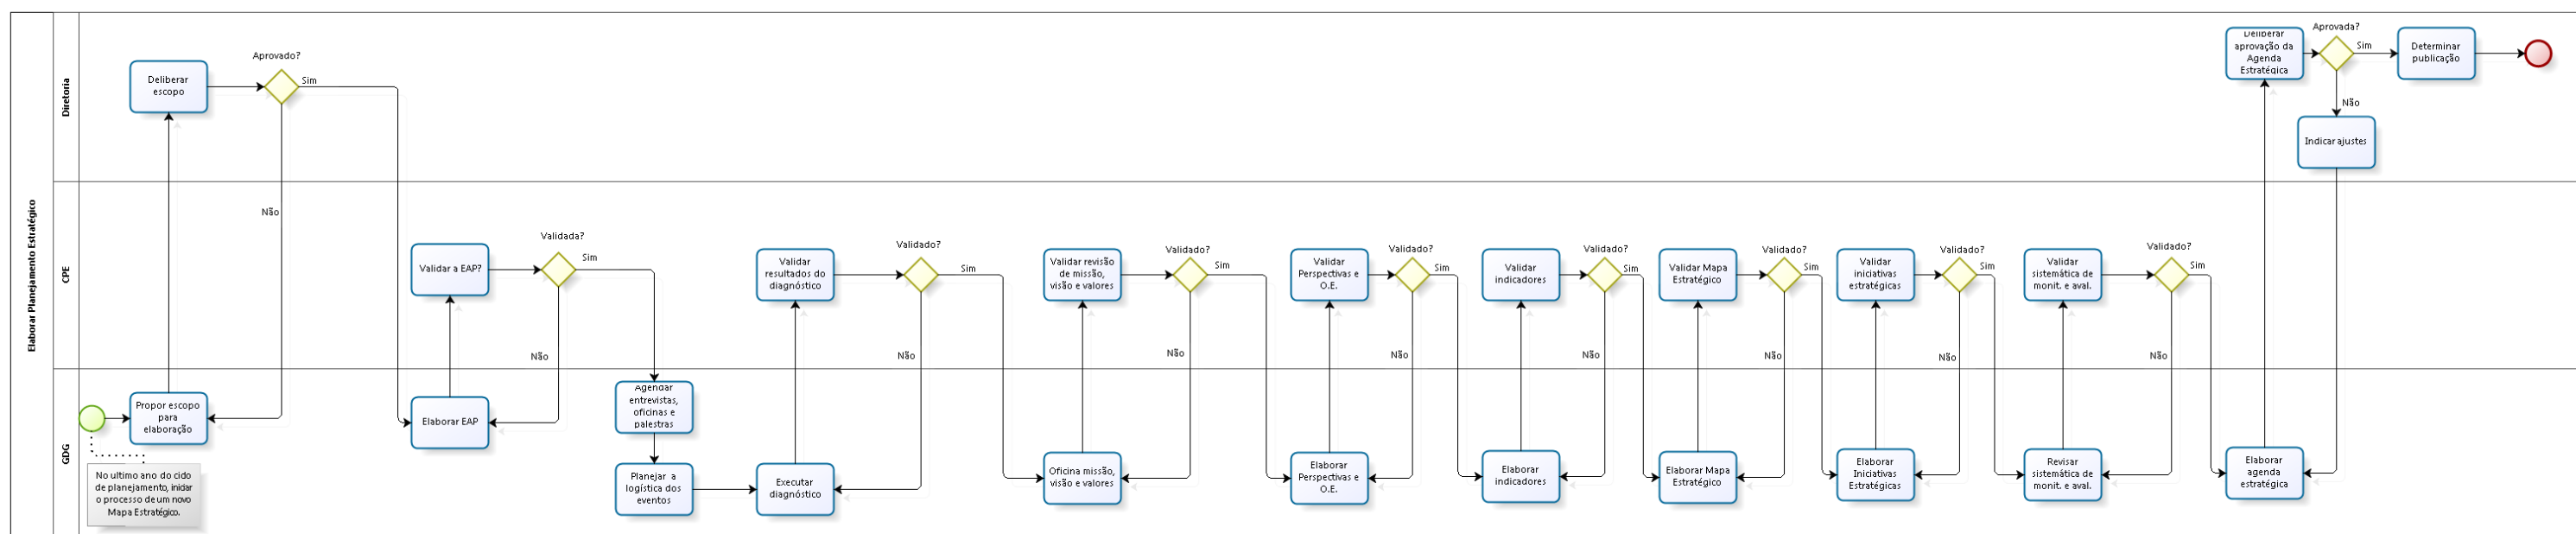 Elaborar Planejamento Estratégico
Diretoria
Deliberar
escopo
Aprovado?
Sim
Não
Deliberar
aprovação da
Agenda
Estratégica
Aprovada?
Sim
Determinar
publicação
Não
Indicar ajustes
CPE
Validar a EAP?
Validada?
Sim
Não
Validar
resultados do
diagnóstico
Validado?
Sim
Não
Validar revisão
de missão,
visão e valores
Validado?
Sim
Não
Validar
Perspectivas e
O.E.
Validado?
Sim
Não
Validar
indicadores
Validado?
Sim
Não
Validar Mapa
Estratégico
Validado?
Sim
Não
Validar
iniciativas
estratégicas
Validado?
Sim
Não
Validar
sistemática de
monit. e aval.
Validado?
Sim
Não
GDG
Propor escopo
para
elaboração
No ultimo ano do ciclo
de planejamento, iniciar
o processo de um novo
Mapa Estratégico.
Elaborar EAP
Agendar
entrevistas,
oficinas e
palestras
Planejar a
logística dos
eventos
Executar
diagnóstico
Oficina missão,
visão e valores
Elaborar
Perspectivas e
O.E.
Elaborar
indicadores
Elaborar Mapa
Estratégico
Elaborar
Iniciativas
Estratégicas
Revisar
sistemática de
monit. e aval.
Elaborar
agenda
estratégica